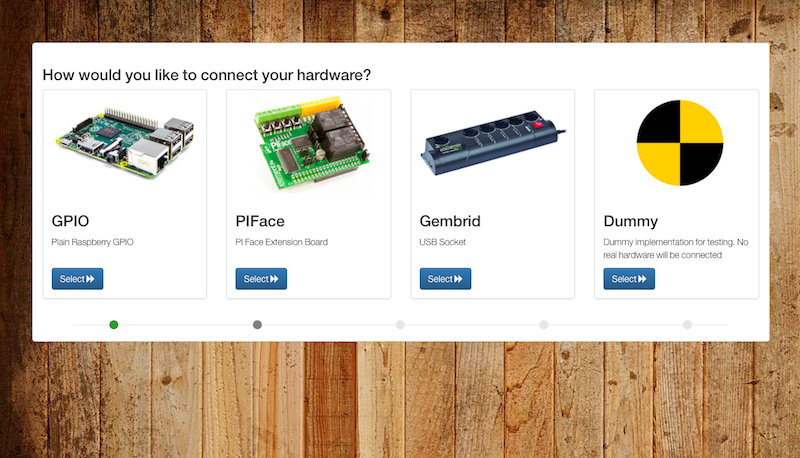 How would you like to connect your hardware?
GPIO
Plain Raspberry GPIO
Select
PIFace
PI Face Extension Board
Select
Gembrid
USB Socket
Select
Dummy
Dummy implementation for testing. No
real hardware will be connected
Select